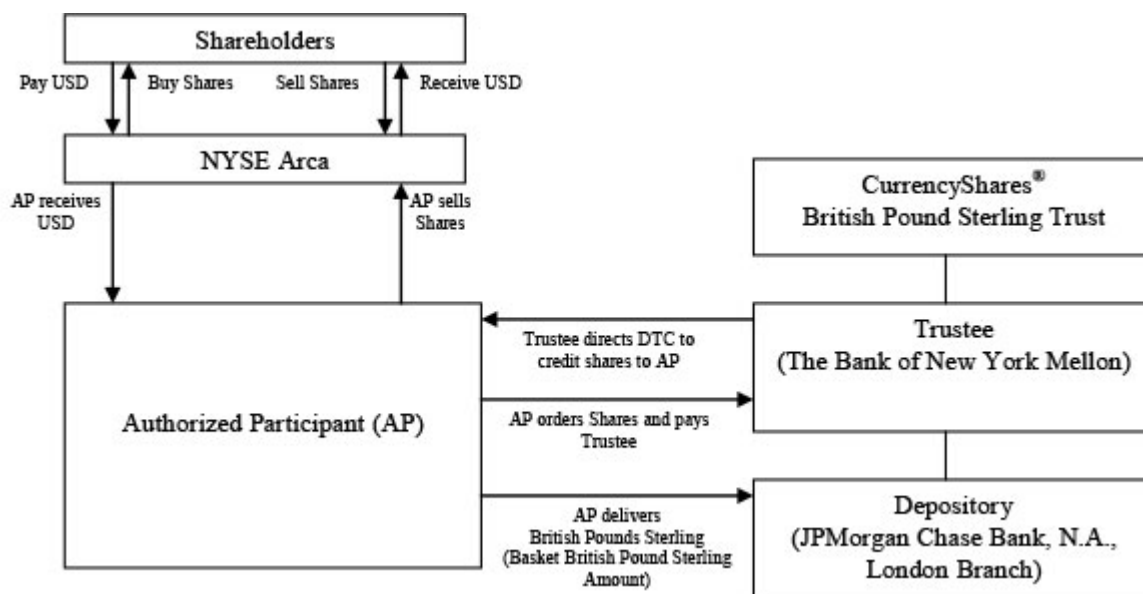 Shareholders
Pay USD
Buy Shares
Sell Shares
Receive USD
NYSE Arca
AP receives
USD
AP sells
Shares
CurrencyShares®
British Pound Sterling Trust
Trustee directs DTC to
credit shares to AP
Trustee
(The Bank of New York Mellon)
Authorized Participant (AP)
AP orders Shares and pays
Trustee
AP delivers
British Pounds Sterling
(Basket British Pound Sterling
Amount)
Depository
(JPMorgan Chase Bank, N.A.,
London Branch)